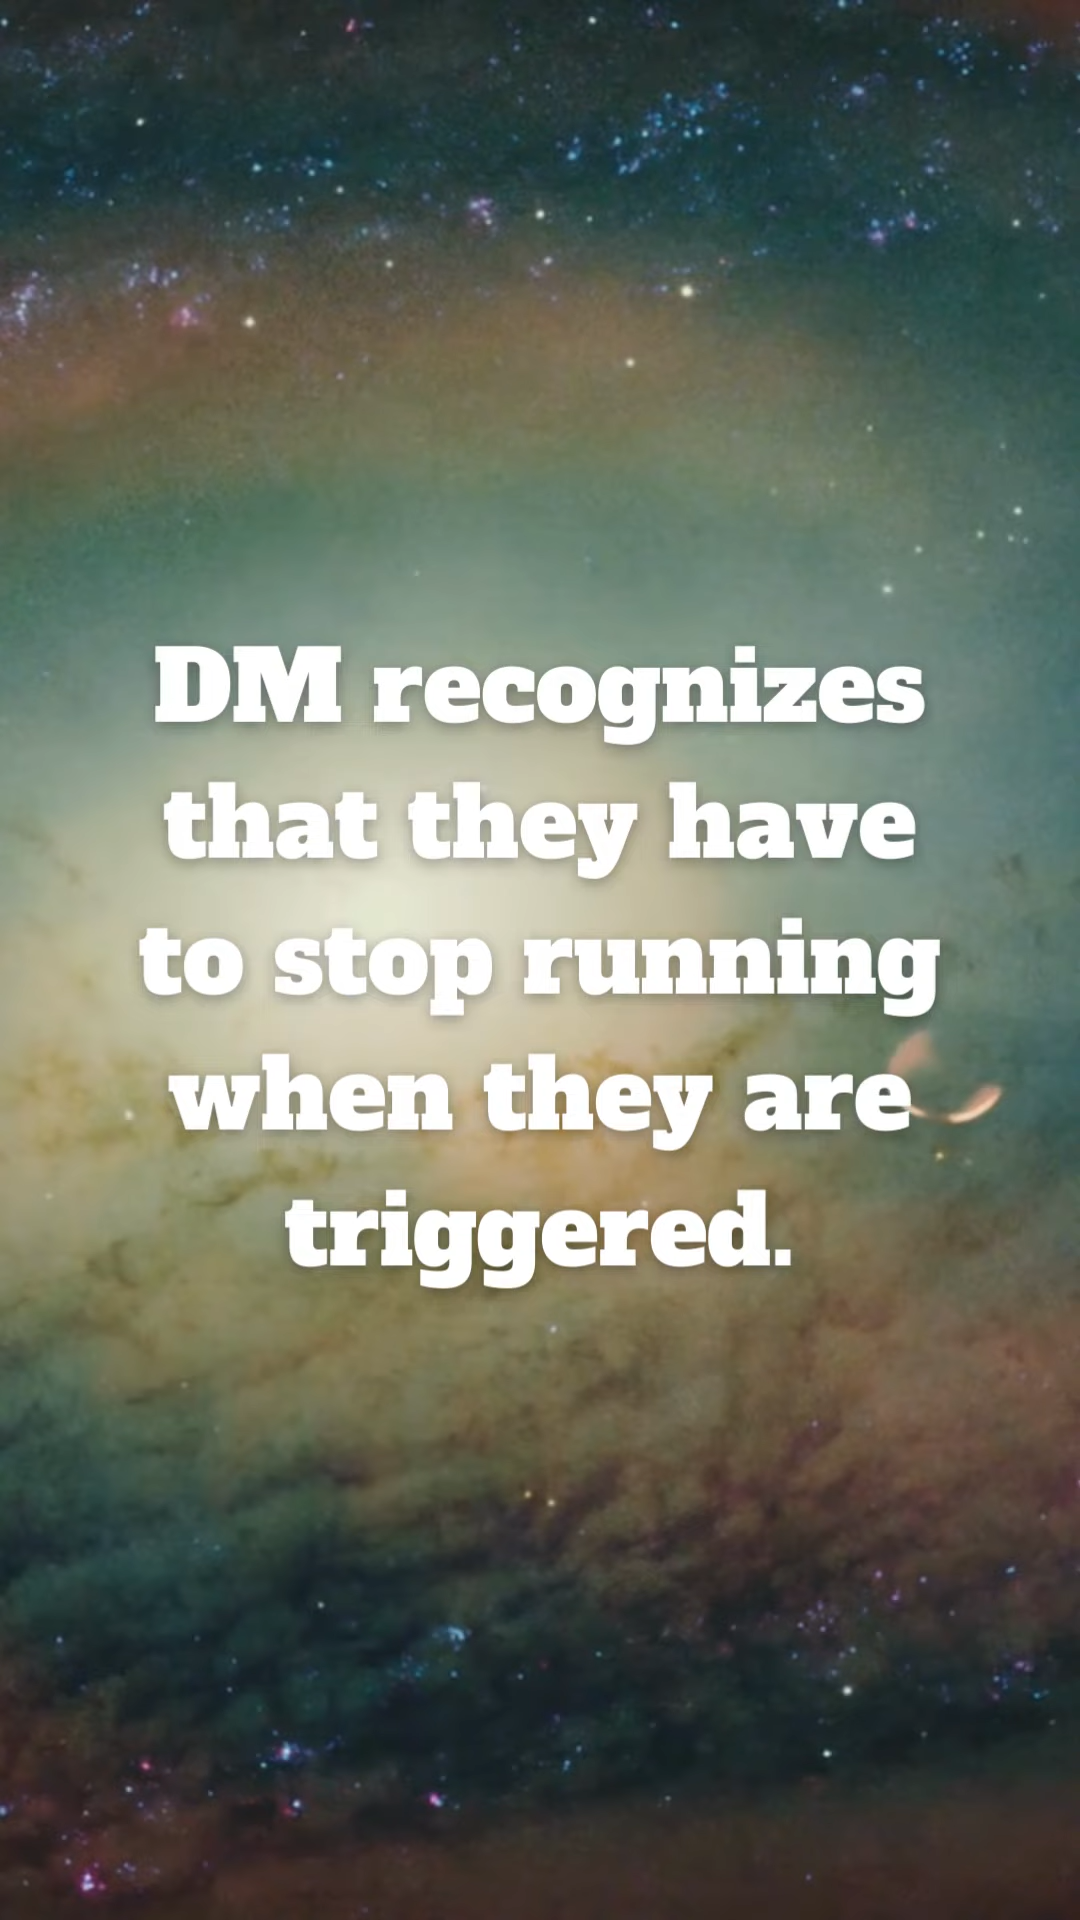 DM recognizes
that they have
to stop running
when they are
triggered.